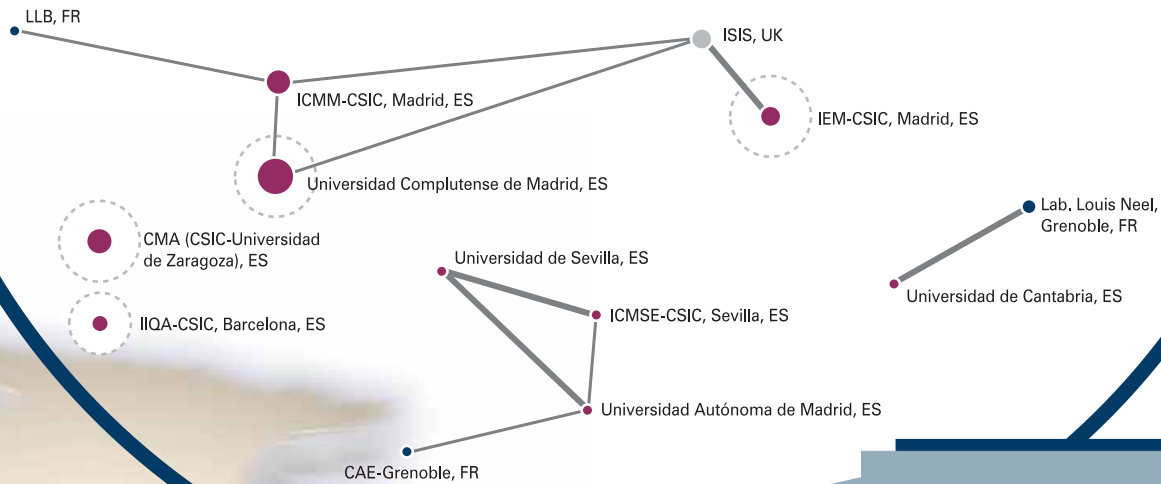 LLB, FR
ISIS, UK
ICMM-CSIC, Madrid, ES
IEM-CSIC, Madrid, ES
Universidad Complutense de Madrid, ES
Lab. Louis Neel,
Grenoble, FR
CMA (CSIC-Universidad
de Zaragoza), ES
Universidad de Sevilla, ES
Universidad de Cantabria, ES
IIQA-CSIC, Barcelona, ES
ICMSE-CSIC, Sevilla, ES
Universidad Autónoma de Madrid, ES
CAE-Grenoble, FR